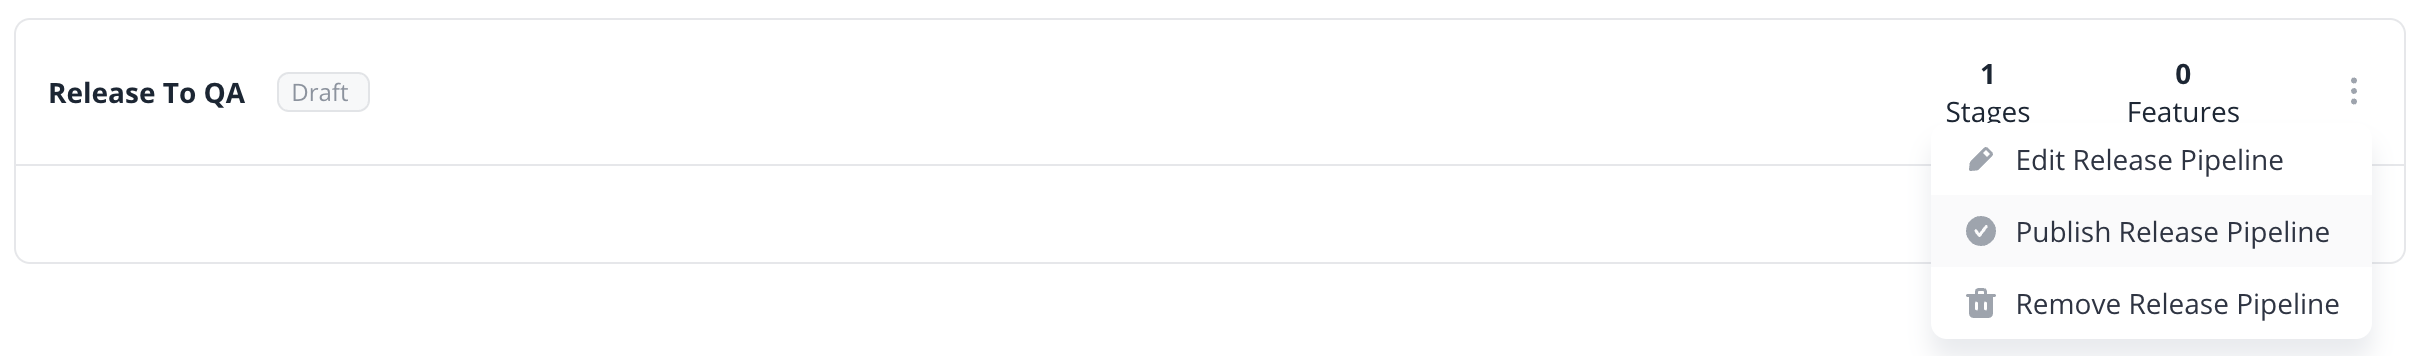 Release To QA Draft
1 0
Stages Features
Edit Release Pipeline
Publish Release Pipeline
Remove Release Pipeline